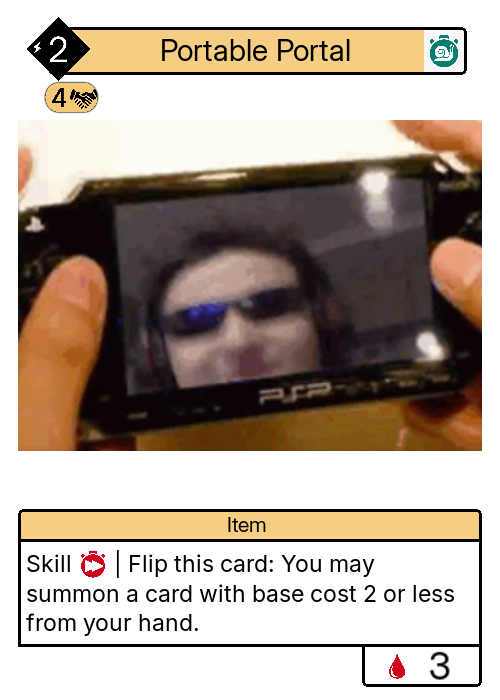 2
Portable Portal
4
PSP
Item
Skill | Flip this card: You may
summon a card with base cost 2 or less
from your hand.
3